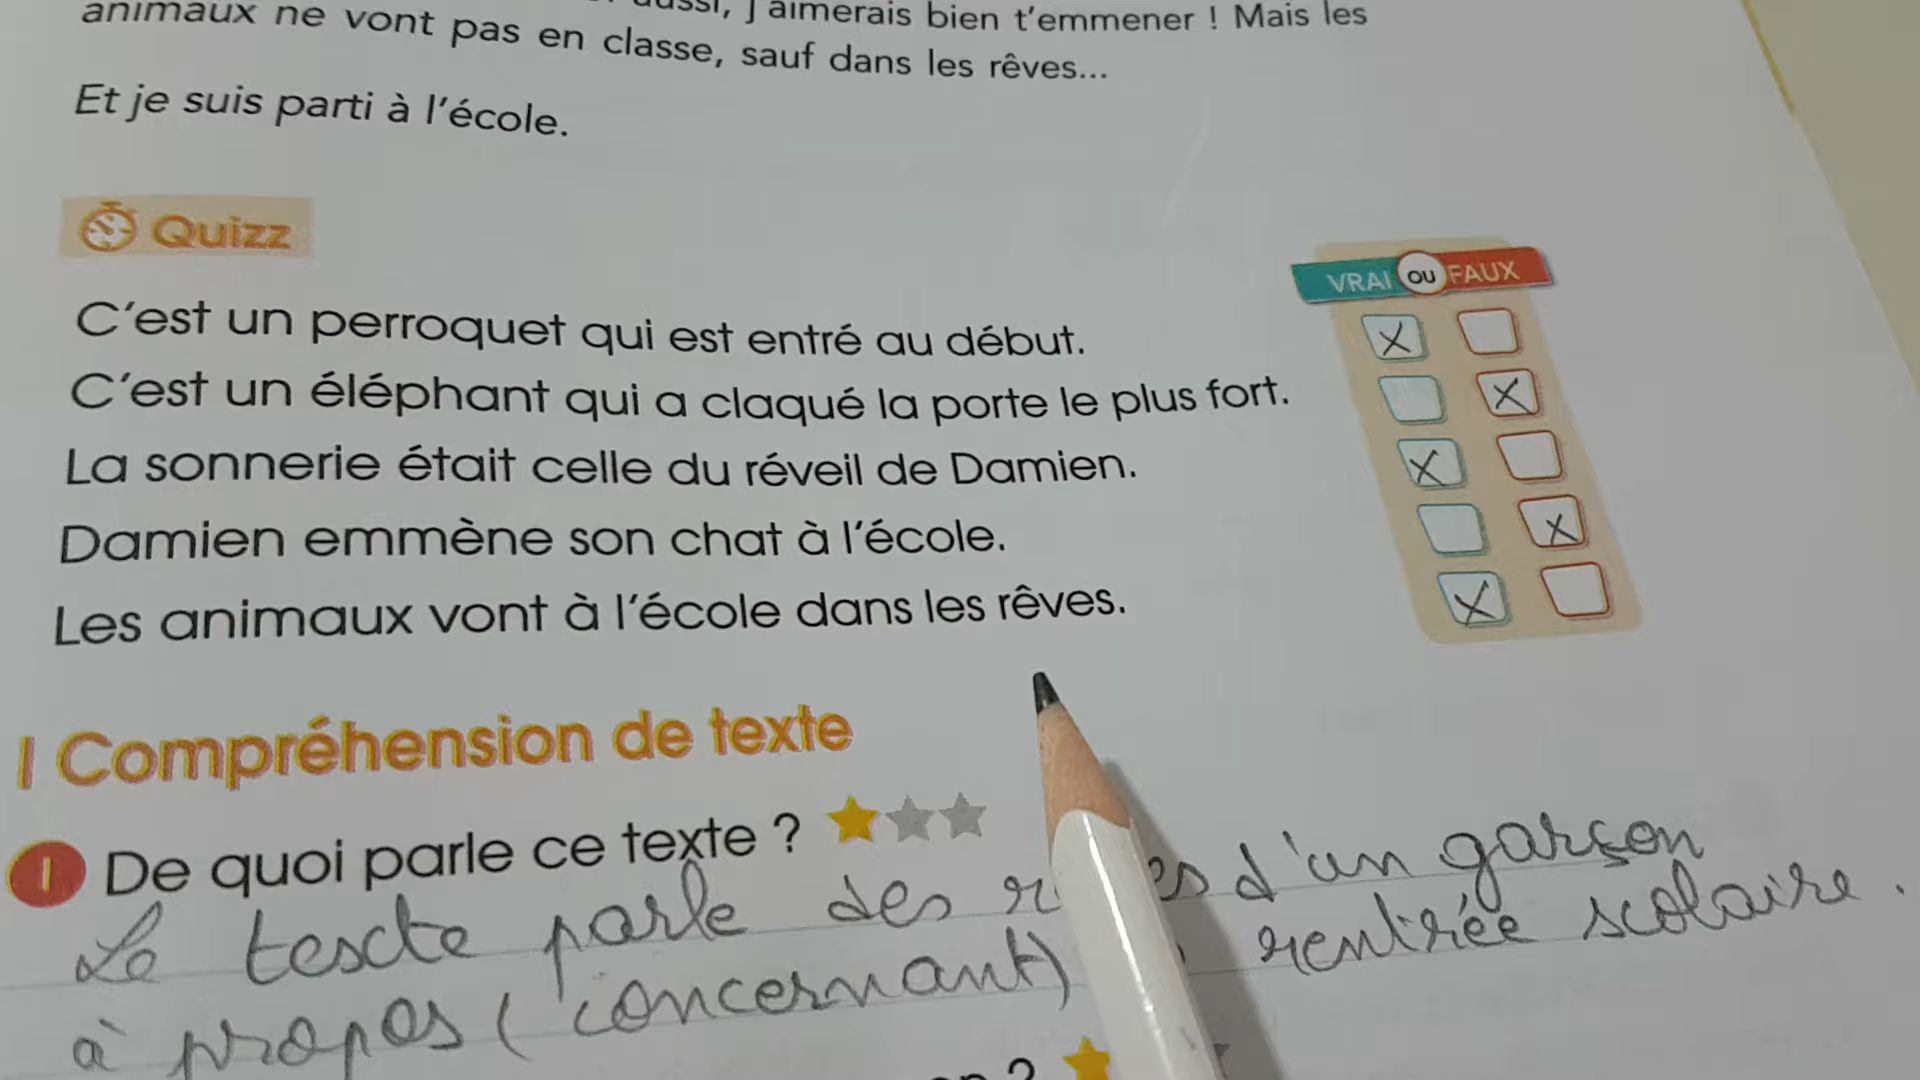 aussi, j'aimerais bien t'emmener ! Mais les
animaux ne vont pas en classe, sauf dans les rêves...
Et je suis parti à l'école.
Quizz
VRAI OU FAUX
C'est un perroquet qui est entré au début.
C'est un éléphant qui a claqué la porte le plus fort.
La sonnerie était celle du réveil de Damien.
Damien emmène son chat à l'école.
Les animaux vont à l'école dans les rêves.
I Compréhension de texte
1 De quoi parle ce texte ?
Le texte parle des d'un garçon
à propos (concernant) rentrée scolaire.